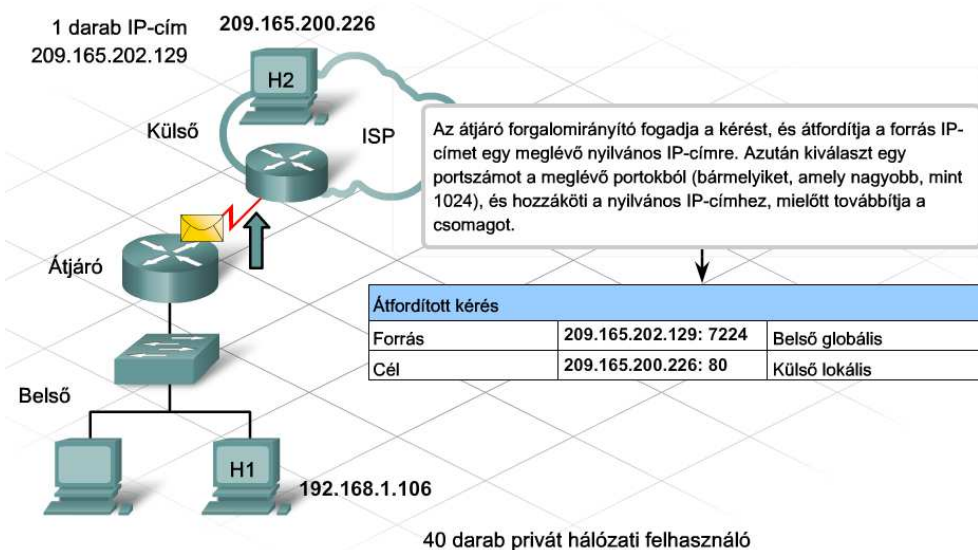 1 darab IP-cím
209.165.202.129
209.165.200.226
H2
Külső
ISP
Az átjáró forgalomirányító fogadja a kérést, és átfordítja a forrás IP-
címet egy meglévő nyilvános IP-címre. Azután kiválaszt egy
portszámot a meglévő portokból (bármelyiket, amely nagyobb, mint
1024), és hozzáköti a nyilvános IP-címhez, mielőtt továbbítja a
csomagot.
Átjáró
Átfordított kérés
Forrás 209.165.202.129: 7224 Belső globális
Cél 209.165.200.226: 80 Külső lokális
Belső
H1
192.168.1.106
40 darab privát hálózati felhasználó